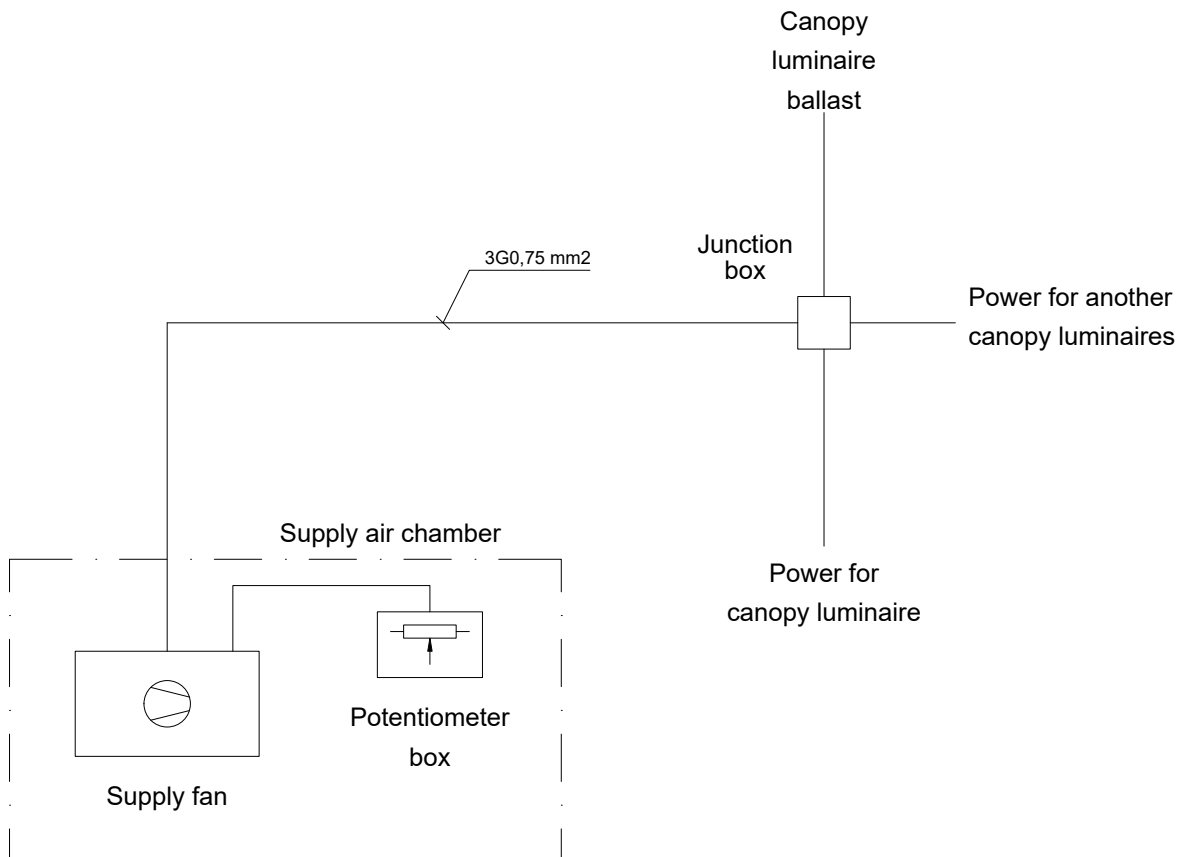 Canopy
luminaire
ballast
3G0,75 mm2
Junction
box
Power for another
canopy luminaires
Supply air chamber
Power for
canopy luminaire
Potentiometer
box
Supply fan